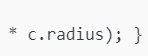 * c.radius); }